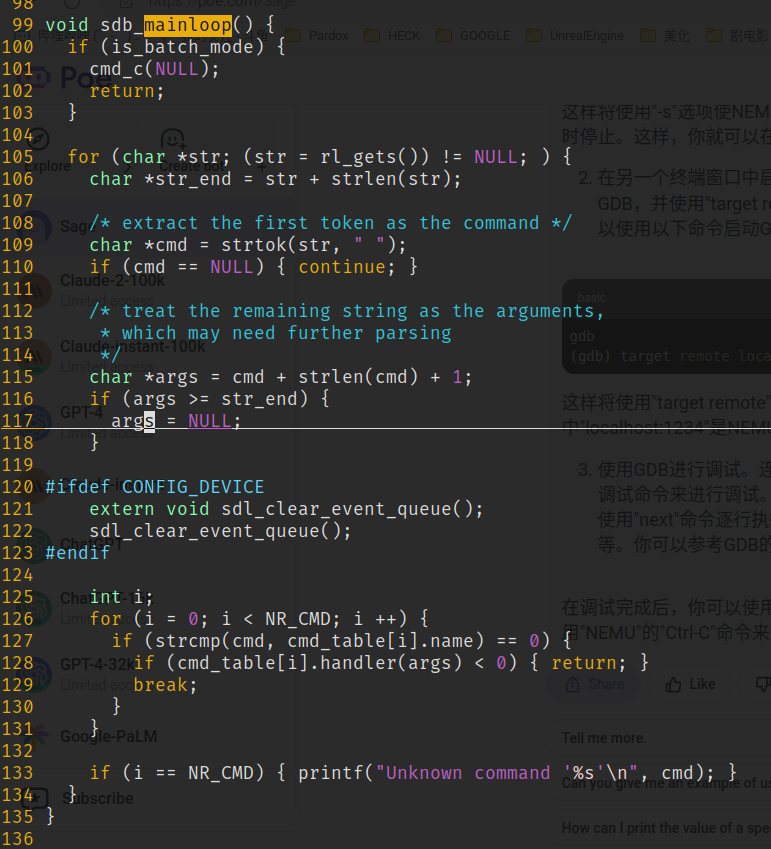 98
https://poe.com/Sage
99 void sdb_mainloop() {
Pardox HECK GOOGLE UnrealEngine 美化 剧电影
100 if (is_batch_mode) {
101 cmd_c(NULL);
Poe
102 return;
103 }
这样将使用"-s"选项使NEM
104
时停止。这样，你就可以在
105 for (char *str; (str = rl_gets()) != NULL; ) {
Explore Create bot
106 char *str_end = str + strlen(str);
2. 在另一个终端窗口中启
107
GDB，并使用"target re
108 /* extract the first token as the command */
Sage
以使用以下命令启动G
109 char *cmd = strtok(str, " ");
110 if (cmd == NULL) { continue; }
Claude-2-100k
Limited access
111
basic
112 /* treat the remaining string as the arguments,
113 * which may need further parsing
gdb
114 */
Claude-instant-100k
Limited access
(gdb) target remote loca
115 char *args = cmd + strlen(cmd) + 1;
116 if (args >= str_end) {
这样将使用"target remote"
GPT-4
117 args = NULL;
Limited access
中"localhost:1234"是NEMU
118 }
119
3. 使用GDB进行调试。连
120 #ifdef CONFIG_DEVICE
调试命令来进行调试。
121 extern void sdl_clear_event_queue();
使用"next"命令逐行执
122 sdl_clear_event_queue();
ChatGPT
等。你可以参考GDB的
123 #endif
124
125 int i;
在调试完成后，你可以使用
126 for (i = 0; i < NR_CMD; i ++) {
用"NEMU"的"Ctrl-C"命令来
127 if (strcmp(cmd, cmd_table[i].name) == 0) {
GPT-4-32k
128 if (cmd_table[i].handler(args) < 0) { return; }
129 break;
Share Like
130 }
131 }
Google-PaLM
Tell me more.
132
133 if (i == NR_CMD) { printf("Unknown command '%s'\n", cmd); }
Can you give me an example of us
134 }
Subscribe
135 }
How can I print the value of a spe
136